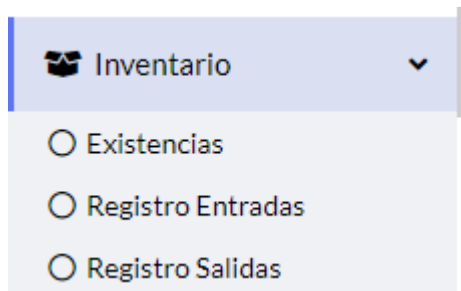 Inventario
Existencias
Registro Entradas
Registro Salidas